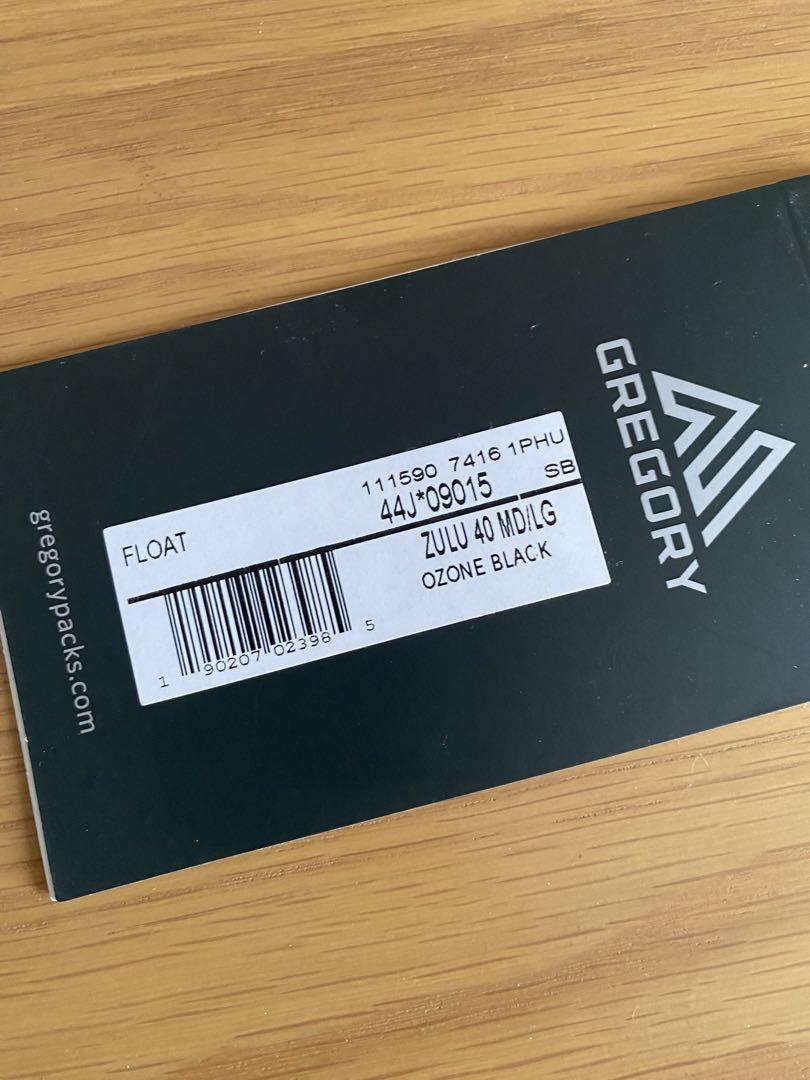 GREGORY
111590 7416 1PHU
FLOAT
44J*09015
SB
ZULU 40 MD/LG
OZONE BLACK
1 90207 02398 5
gregorypacks.com